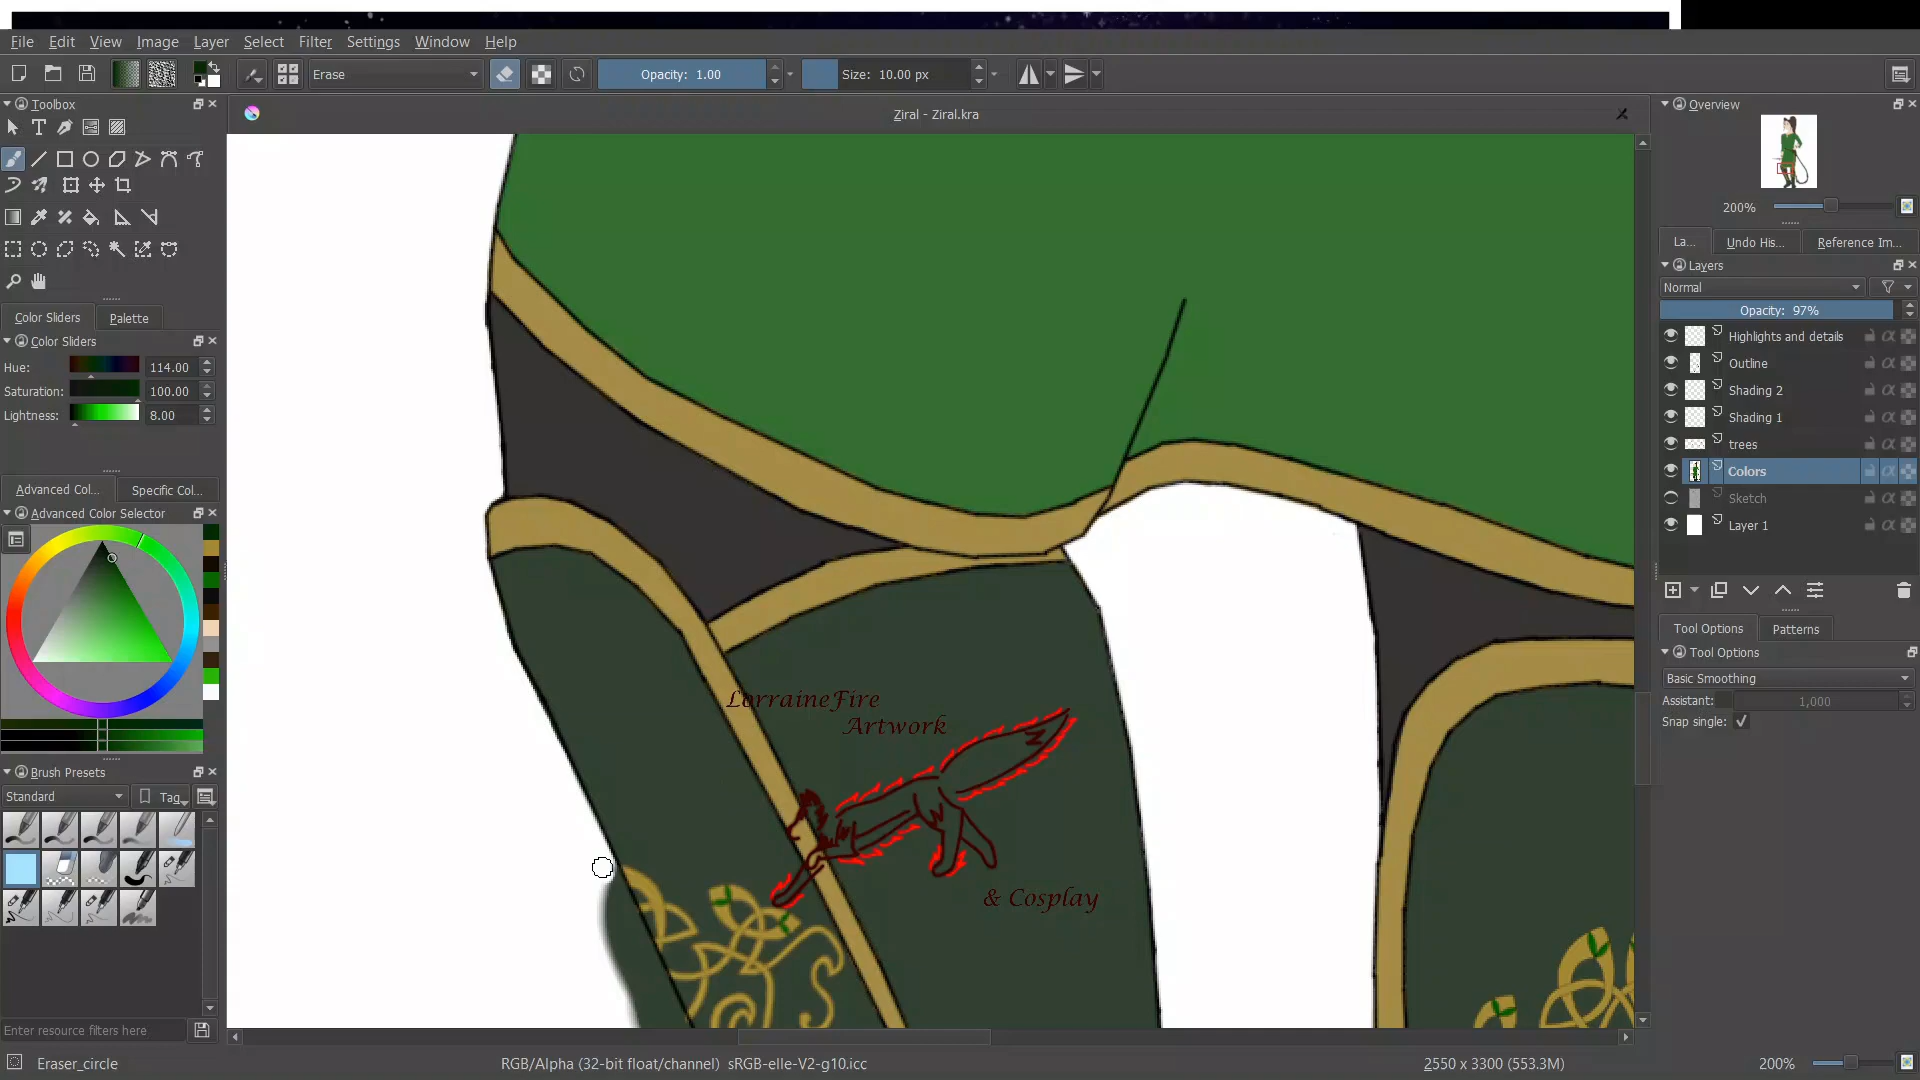 File Edit View Image Layer Select Filter Settings Window Help
Erase
Opacity: 1.00
Size: 10.00 px
Toolbox
Ziral - Ziral.kra
Overview
200%
La...
Undo His...
Reference Im...
Layers
Normal
Opacity: 97%
Highlights and details
Outline
Shading 2
Shading 1
trees
Colors
Sketch
Layer 1
Tool Options
Patterns
Tool Options
Basic Smoothing
Assistant:
1,000
Snap single:
Color Sliders
Palette
Color Sliders
Hue:
114.00
Saturation:
100.00
Lightness:
8.00
Advanced Col...
Specific Col...
Advanced Color Selector
Brush Presets
Standard
Tag
Enter resource filters here
LorraineFire
Artwork
& Cosplay
Eraser_circle
RGB/Alpha (32-bit float/channel) sRGB-elle-V2-g10.icc
2550 x 3300 (553.3M)
200%